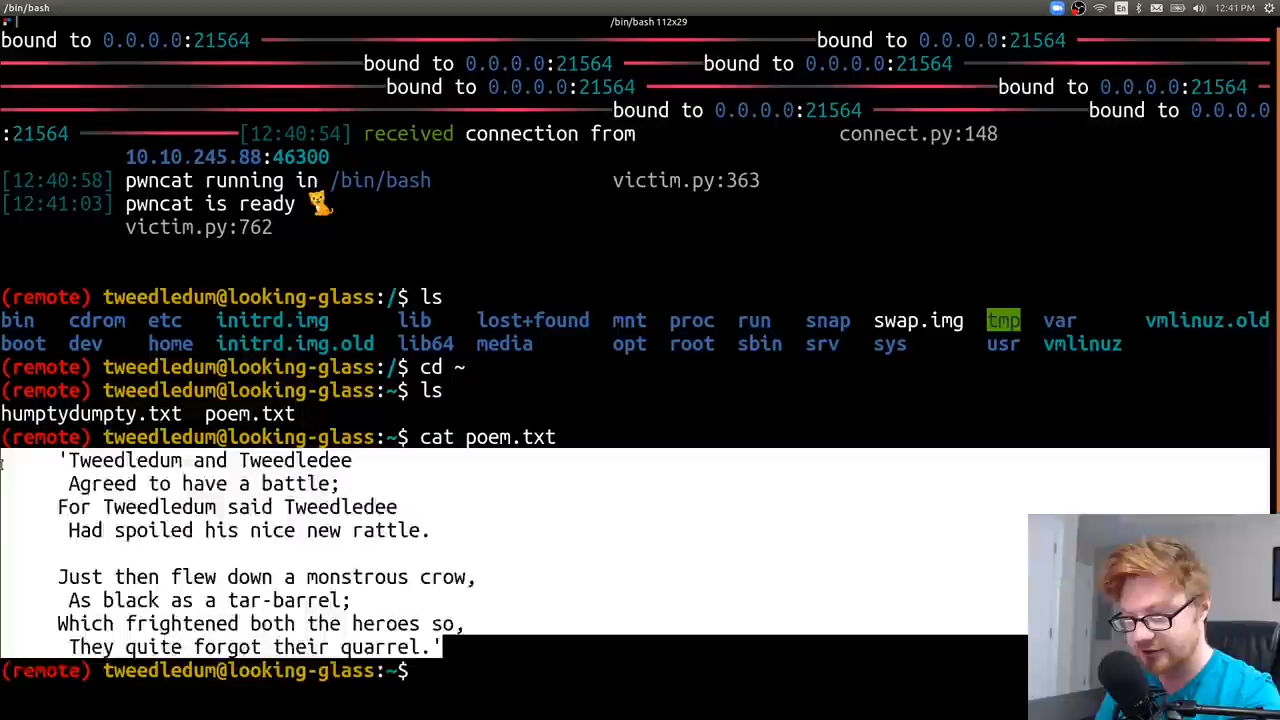 /bin/bash
En
12:41 PM
/bin/bash 112x29
bound to 0.0.0.0:21564 bound to 0.0.0.0:21564
bound to 0.0.0.0:21564 bound to 0.0.0.0:21564
bound to 0.0.0.0:21564 bound to 0.0.0.0:21564
bound to 0.0.0.0:21564 bound to 0.0.0.0
:21564 [12:40:54] received connection from connect.py:148
10.10.245.88:46300
[12:40:58] pwncat running in /bin/bash victim.py:363
[12:41:03] pwncat is ready 🐈
victim.py:762
(remote) tweedledum@looking-glass:/$ ls
bin cdrom etc initrd.img lib lost+found mnt proc run snap swap.img tmp var vmlinuz.old
boot dev home initrd.img.old lib64 media opt root sbin srv sys usr vmlinuz
(remote) tweedledum@looking-glass:/$ cd ~
(remote) tweedledum@looking-glass:~$ ls
humptydumpty.txt poem.txt
(remote) tweedledum@looking-glass:~$ cat poem.txt
'Tweedledum and Tweedledee
Agreed to have a battle;
For Tweedledum said Tweedledee
Had spoiled his nice new rattle.
Just then flew down a monstrous crow,
As black as a tar-barrel;
Which frightened both the heroes so,
They quite forgot their quarrel.'
(remote) tweedledum@looking-glass:~$